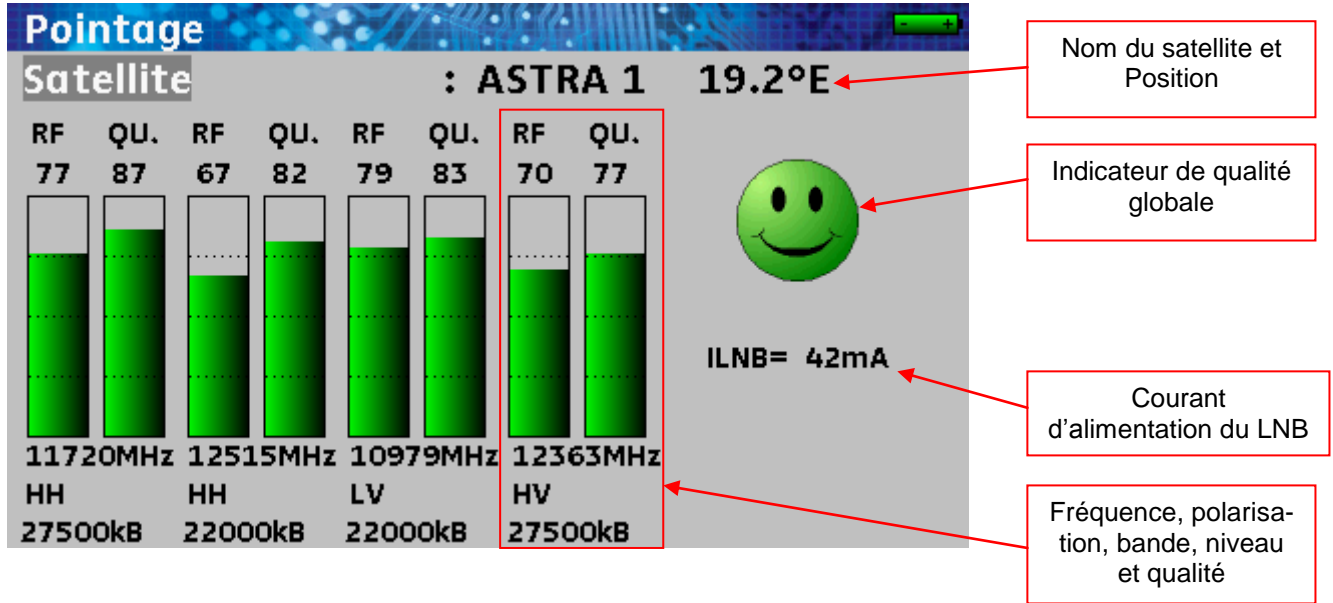 Pointage
- +
Satellite : ASTRA 1 19.2°E
RF QU. RF QU. RF QU. RF QU.
77 87 67 82 79 83 70 77
ILNB= 42mA
11720MHz 12515MHz 10979MHz 12363MHz
HH HH LV HV
27500kB 22000kB 22000kB 27500kB
Nom du satellite et
Position
Indicateur de qualité
globale
Courant
d'alimentation du LNB
Fréquence, polarisa-
tion, bande, niveau
et qualité